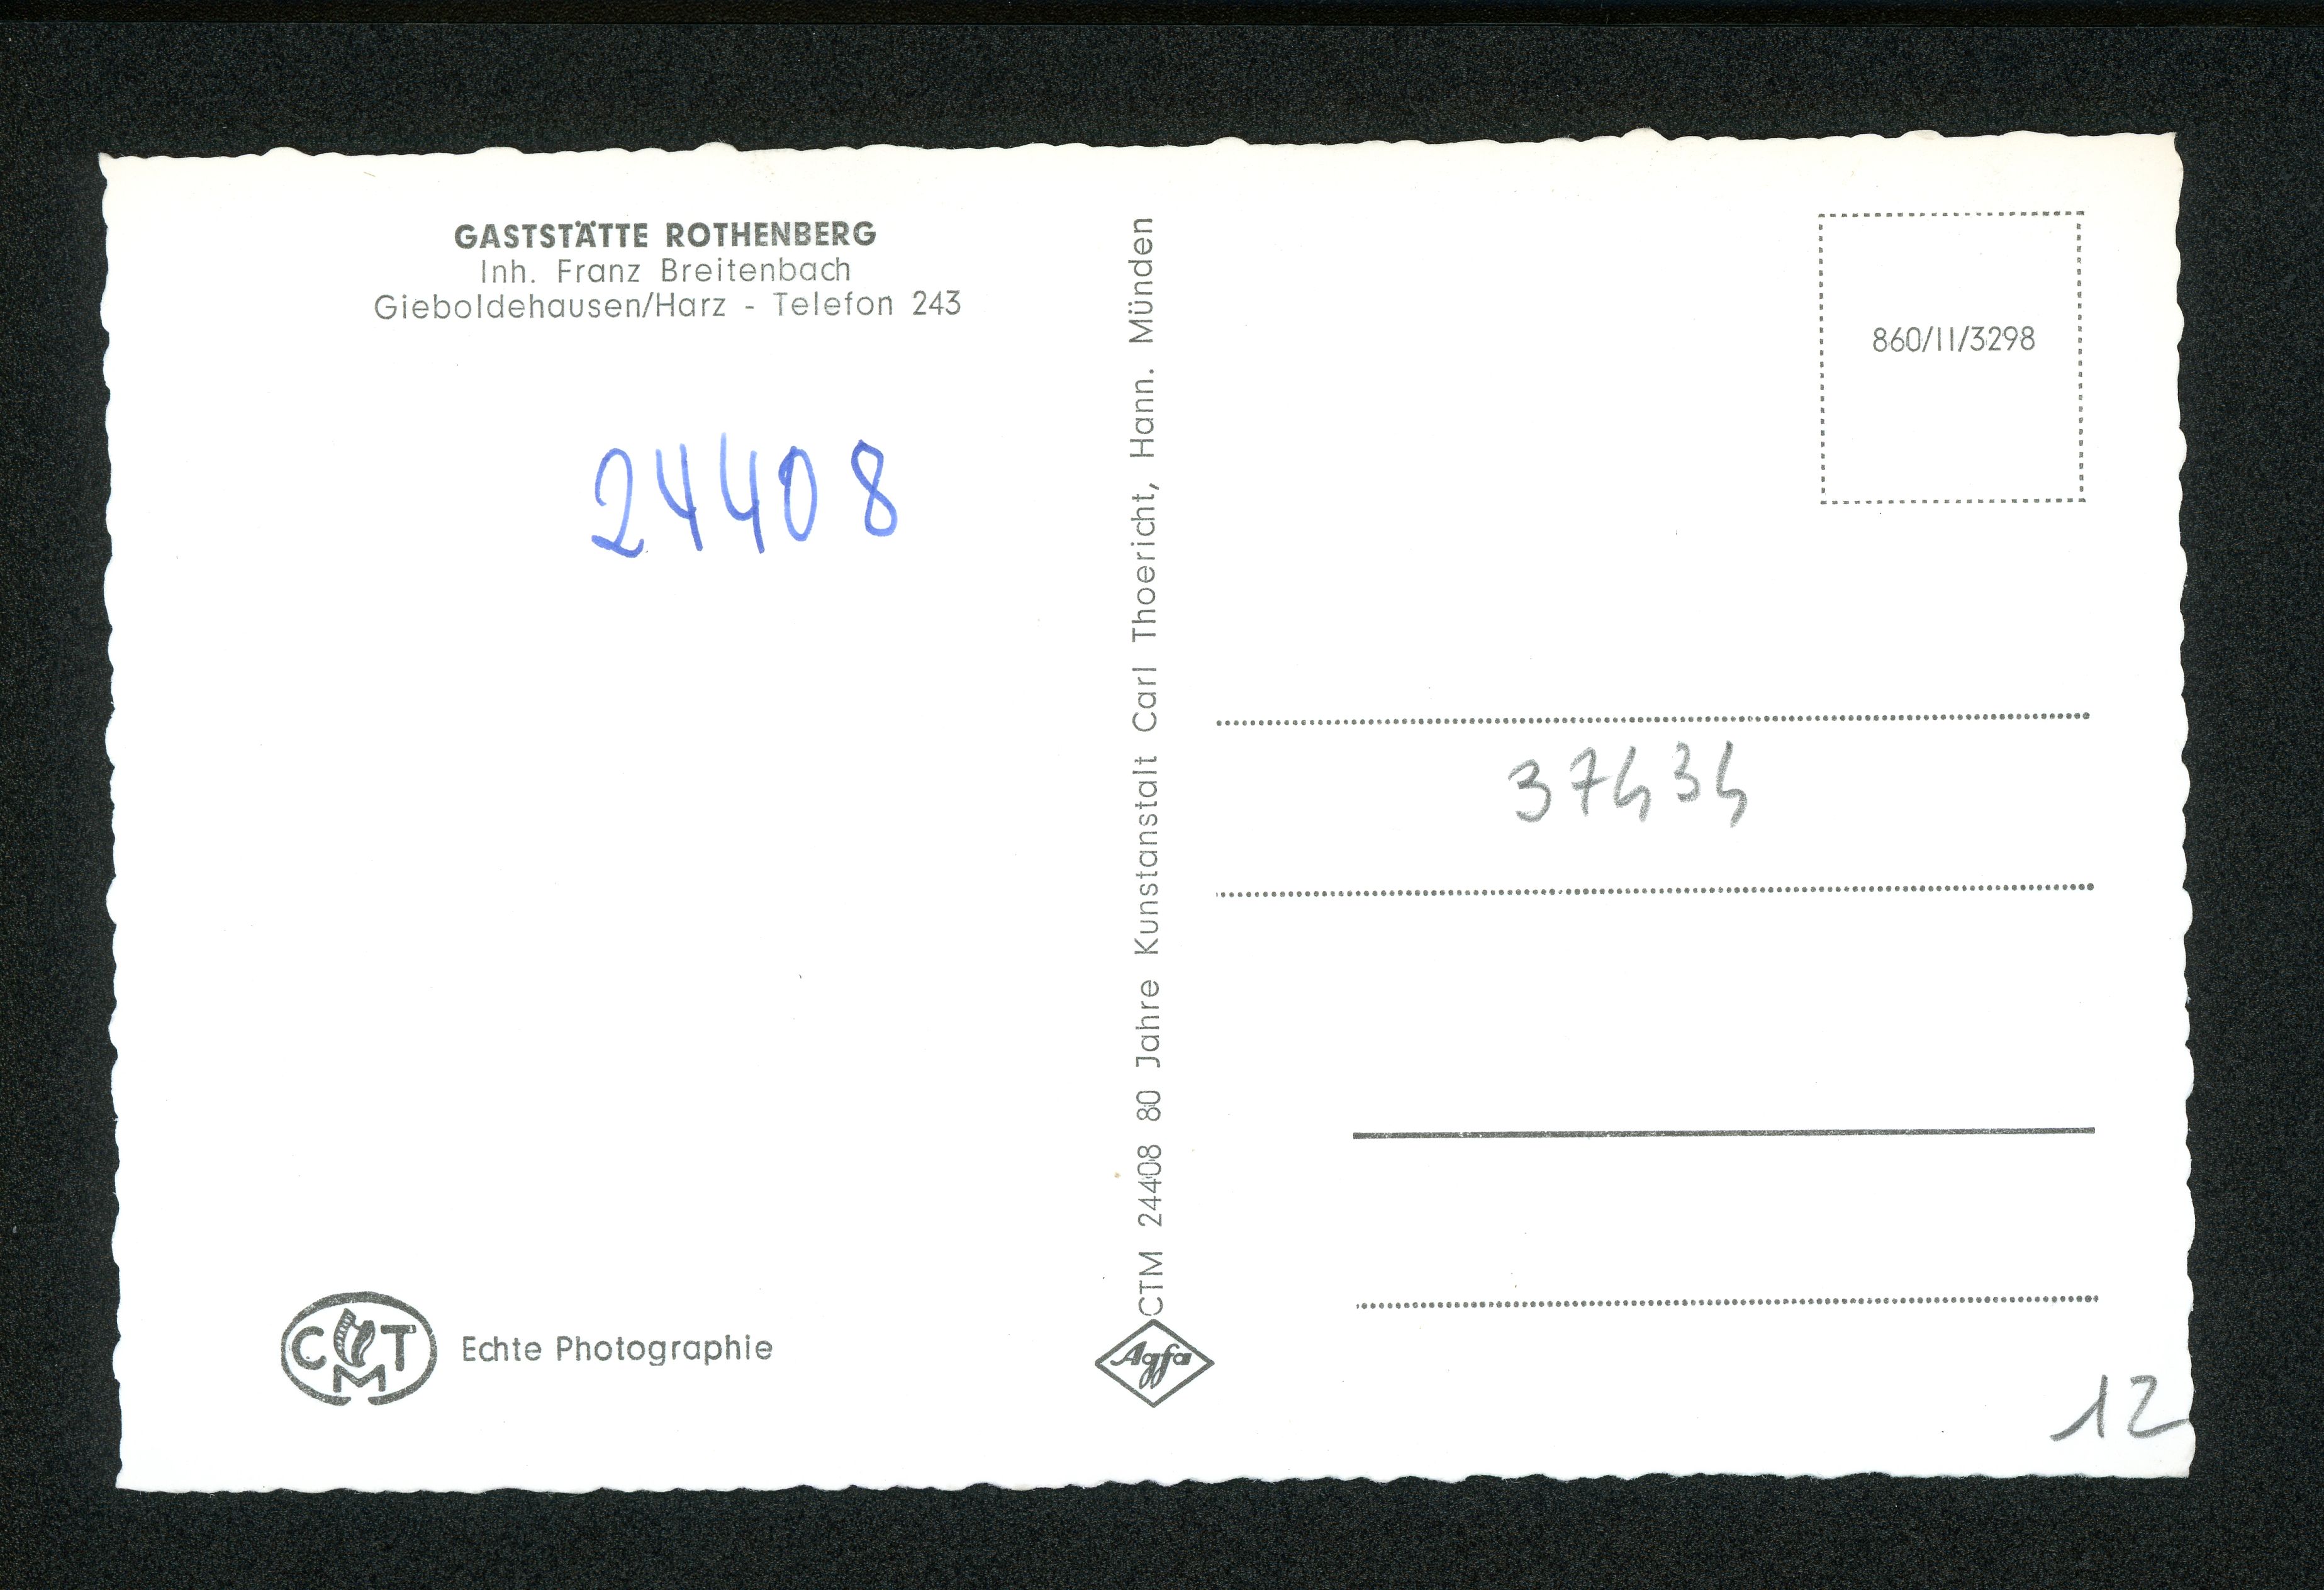 GASTSTÄTTE ROTHENBERG
Inh. Franz Breitenbach
Gieboldehausen/Harz - Telefon 243
24408
CTM
Echte Photographie
CTM 24408 80 Jahre Kunstanstalt Carl Thoericht, Hann. Münden
Agfa
860/II/3298
37434
12